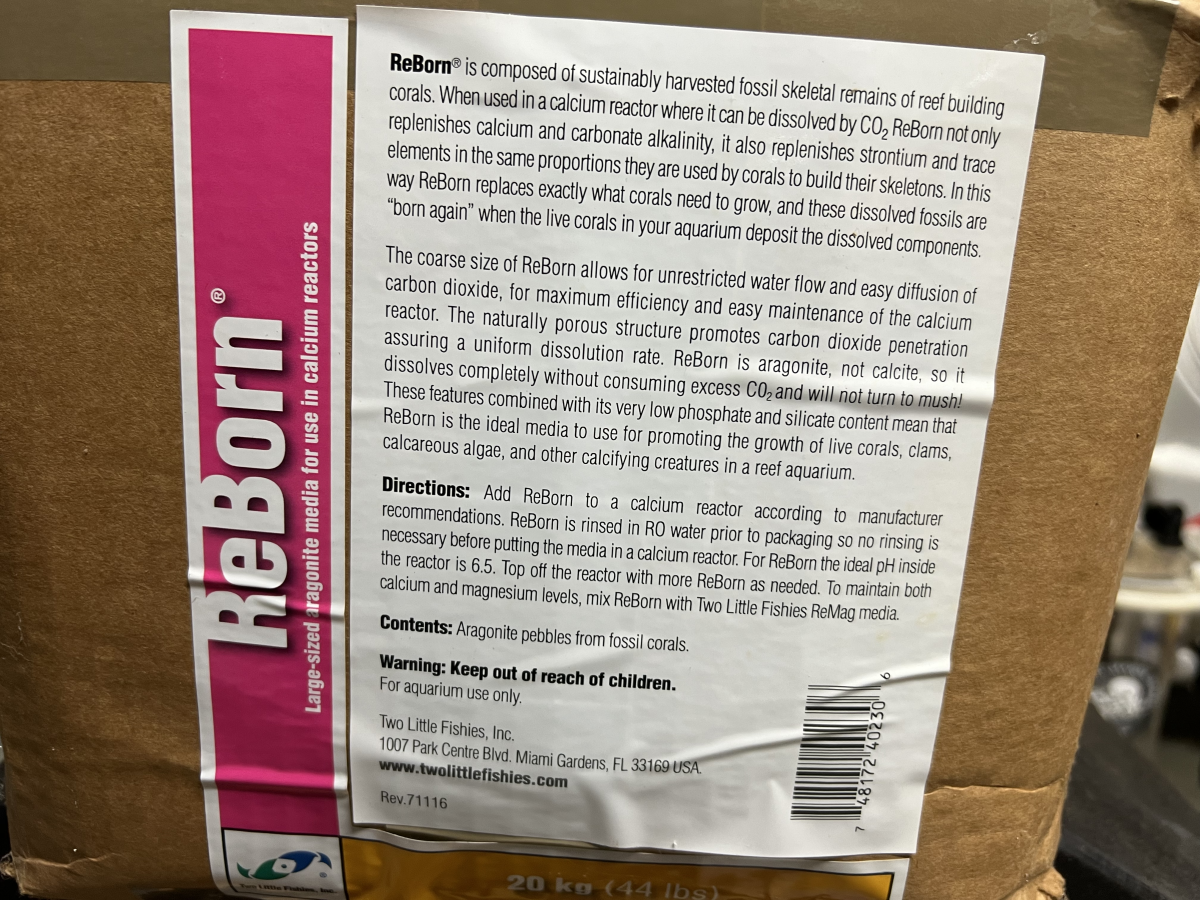 ReBorn®
Large-sized aragonite media for use in calcium reactors
ReBorn® is composed of sustainably harvested fossil skeletal remains of reef building
corals. When used in a calcium reactor where it can be dissolved by CO₂ ReBorn not only
replenishes calcium and carbonate alkalinity, it also replenishes strontium and trace
elements in the same proportions they are used by corals to build their skeletons. In this
way ReBorn replaces exactly what corals need to grow, and these dissolved fossils are
“born again” when the live corals in your aquarium deposit the dissolved components.
The coarse size of ReBorn allows for unrestricted water flow and easy diffusion of
carbon dioxide, for maximum efficiency and easy maintenance of the calcium
reactor. The naturally porous structure promotes carbon dioxide penetration
assuring a uniform dissolution rate. ReBorn is aragonite, not calcite, so it
dissolves completely without consuming excess CO₂ and will not turn to mush!
These features combined with its very low phosphate and silicate content mean that
ReBorn is the ideal media to use for promoting the growth of live corals, clams,
calcareous algae, and other calcifying creatures in a reef aquarium.
Directions: Add ReBorn to a calcium reactor according to manufacturer
recommendations. ReBorn is rinsed in RO water prior to packaging so no rinsing is
necessary before putting the media in a calcium reactor. For ReBorn the ideal pH inside
the reactor is 6.5. Top off the reactor with more ReBorn as needed. To maintain both
calcium and magnesium levels, mix ReBorn with Two Little Fishies ReMag media.
Contents: Aragonite pebbles from fossil corals.
Warning: Keep out of reach of children.
For aquarium use only.
Two Little Fishies, Inc.
1007 Park Centre Blvd. Miami Gardens, FL 33169 USA.
www.twolittlefishies.com
Rev.71116
7 48172 40230 6
Two Little Fishies, Inc.
20 kg (44 lbs)